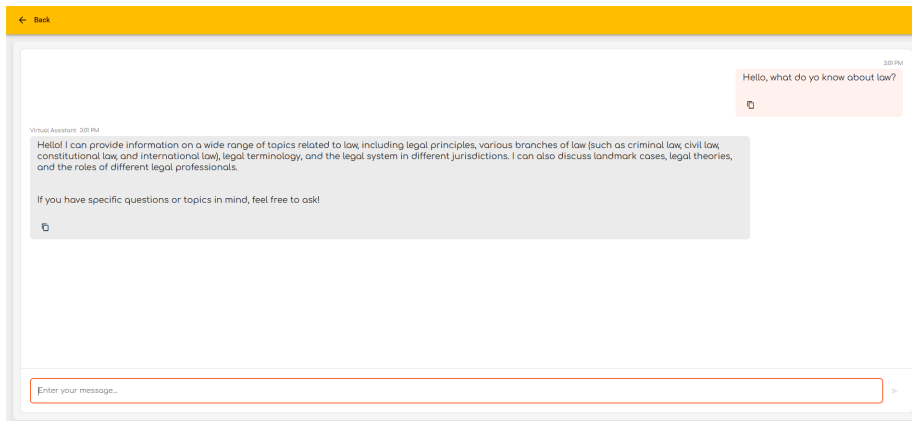 Back
3:01 PM
Hello, what do yo know about law?
Virtual Assistant 3:01 PM
Hello! I can provide information on a wide range of topics related to law, including legal principles, various branches of law (such as criminal law, civil law,
constitutional law, and international law), legal terminology, and the legal system in different jurisdictions. I can also discuss landmark cases, legal theories,
and the roles of different legal professionals.
If you have specific questions or topics in mind, feel free to ask!
Enter your message...